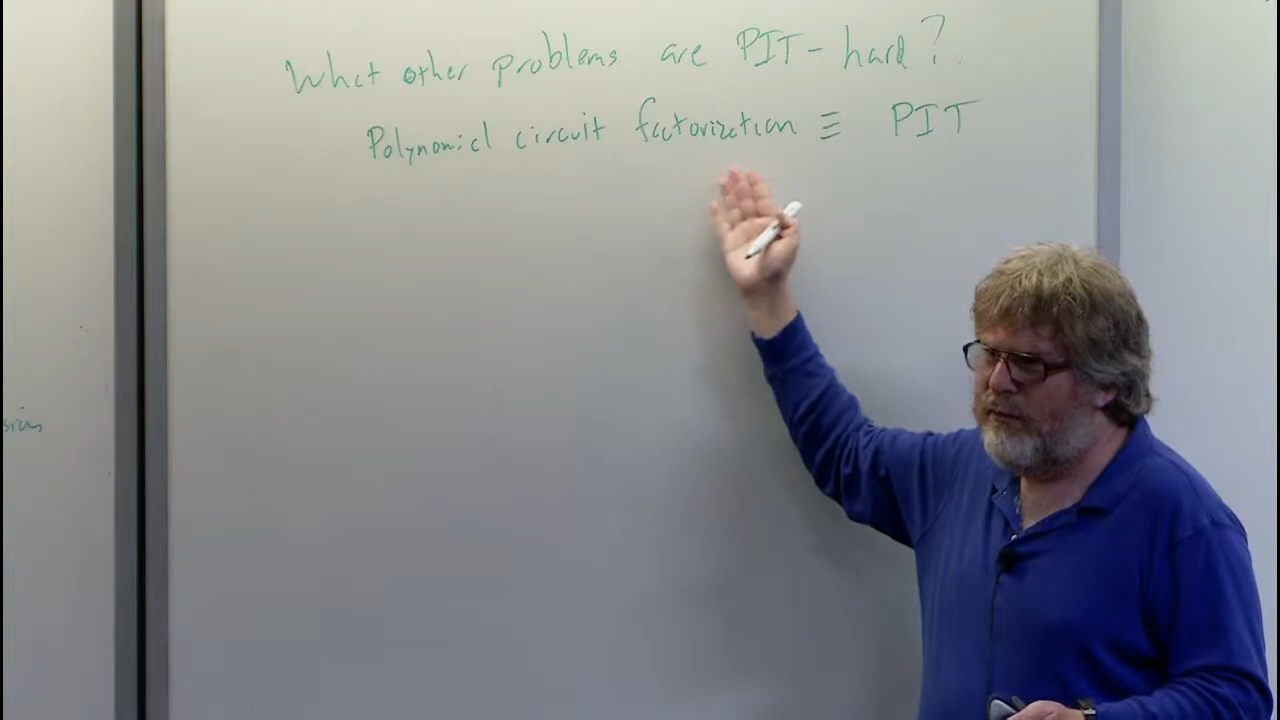 What other problems are PIT-hard?
Polynomial circuit factorization ≡ PIT